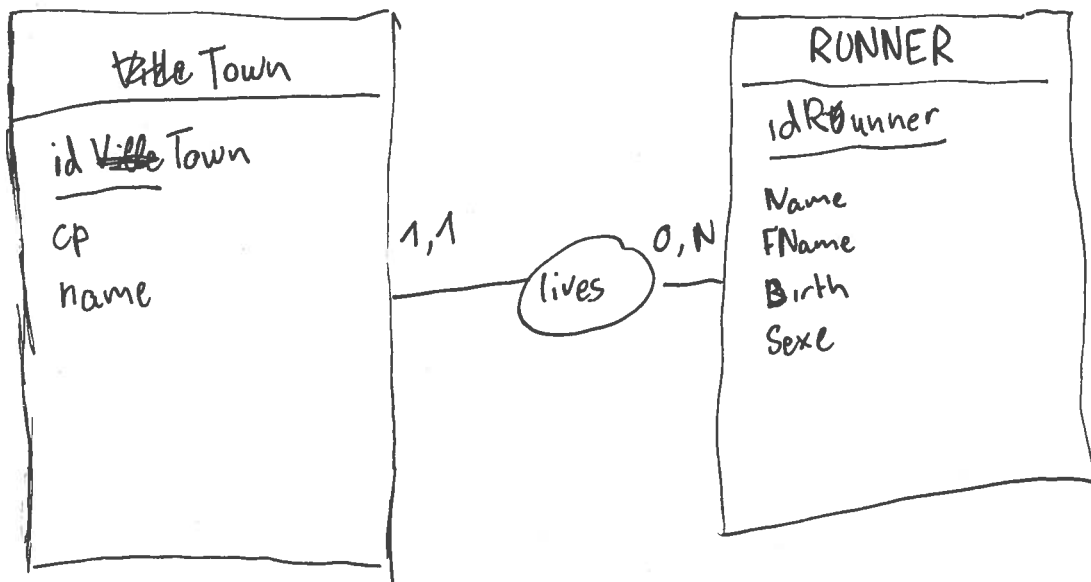 Town
id Town
cp
name
1,1
lives
0,N
RUNNER
idRunner
Name
FName
Birth
Sexe